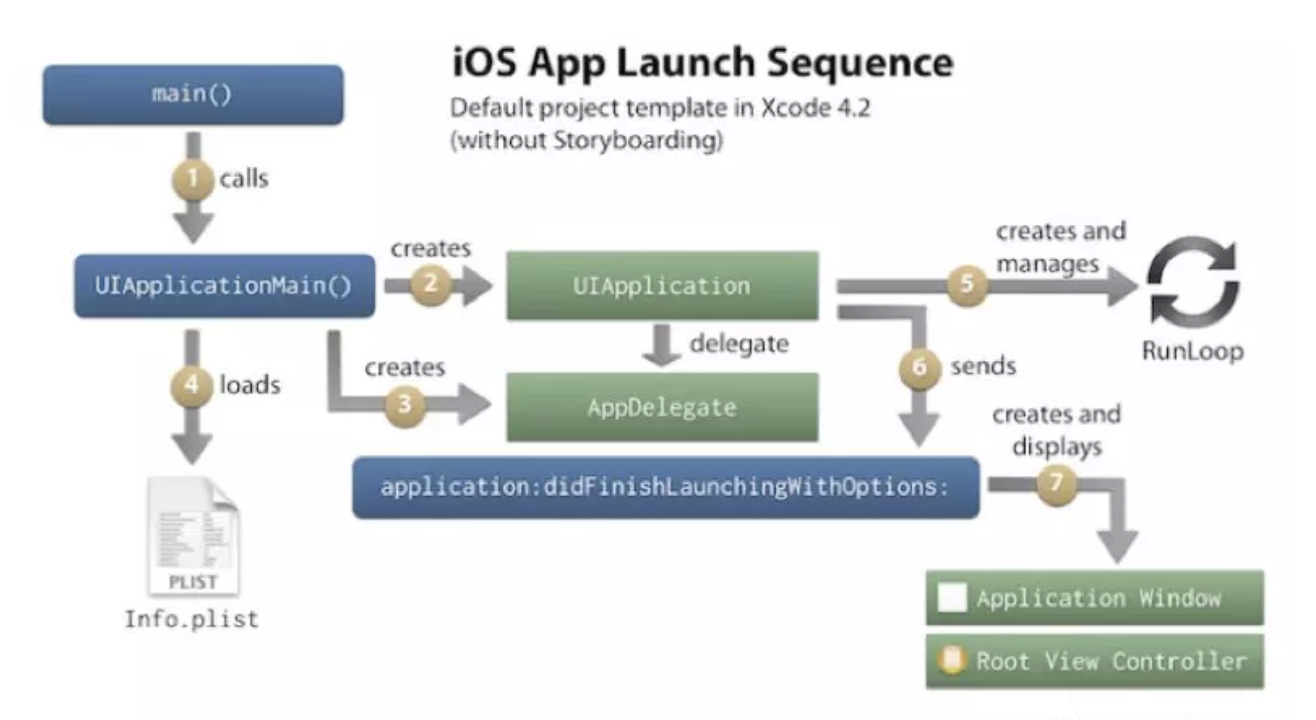 iOS App Launch Sequence
Default project template in Xcode 4.2
(without Storyboarding)
main()
1
calls
UIApplicationMain()
creates
2
UIApplication
creates and
manages
5
RunLoop
delegate
4
loads
creates
3
AppDelegate
6
sends
creates and
displays
7
application:didFinishLaunchingWithOptions:
PLIST
Info.plist
Application Window
Root View Controller